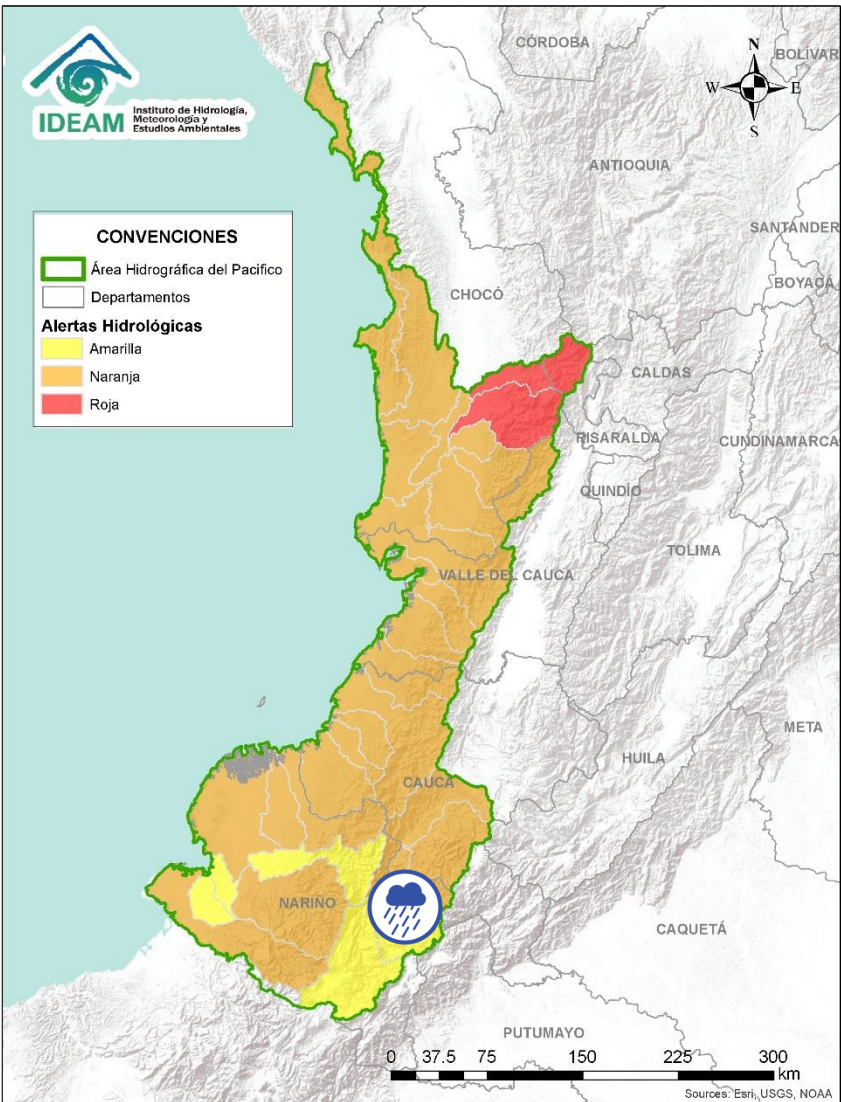 IDEAM
Instituto de Hidrología,
Meteorología y
Estudios Ambientales
CÓRDOBA
N
BOLIVAR
W
E
S
ANTIOQUIA
SANTANDER
CONVENCIONES
Área Hidrográfica del Pacifico
Departamentos
Alertas Hidrológicas
Amarilla
Naranja
Roja
CHOCÓ
BOYACÁ
CALDAS
RISARALDA
CUNDINAMARCA
QUINDÍO
TOLIMA
VALLE DEL CAUCA
META
HUILA
CAUCA
NARIÑO
CAQUETÁ
PUTUMAYO
0 37.5 75 150 225 300
km
Sources: Esri, USGS, NOAA